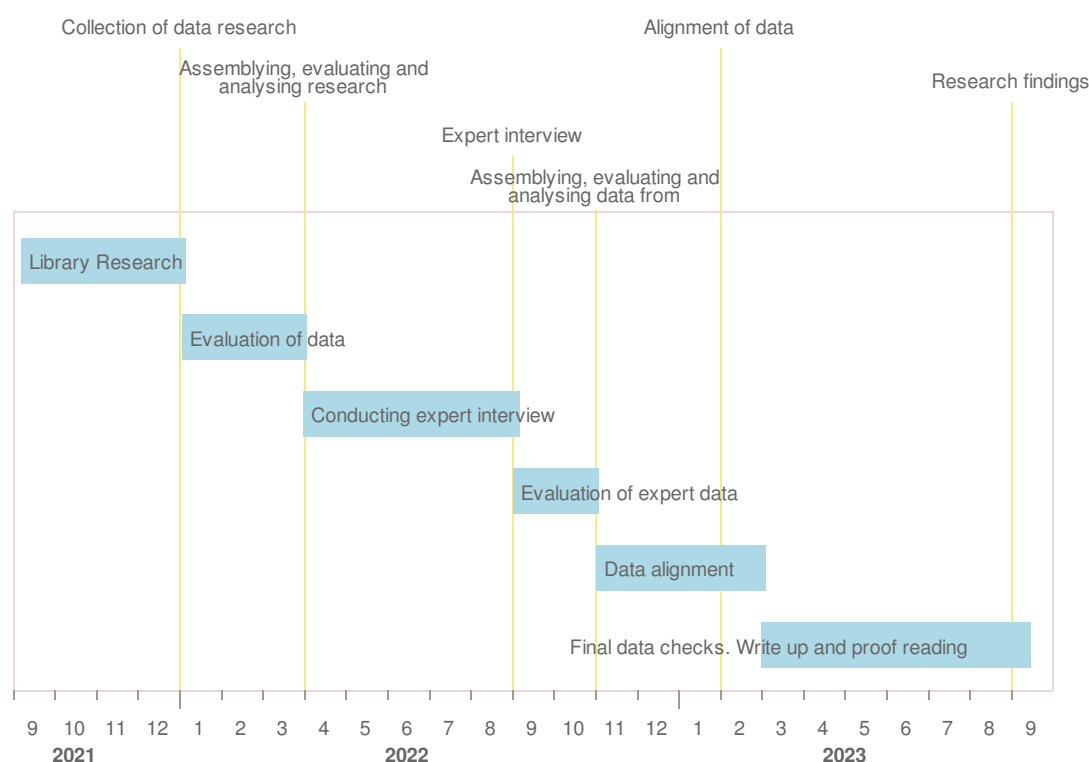 Collection of data research
Alignment of data
Assemblying, evaluating and
analysing research
Research findings
Expert interview
Assemblying, evaluating and
analysing data from
Library Research
Evaluation of data
Conducting expert interview
Evaluation of expert data
Data alignment
Final data checks. Write up and proof reading
9 10 11 12 1 2 3 4 5 6 7 8 9 10 11 12 1 2 3 4 5 6 7 8 9
2021 2022 2023